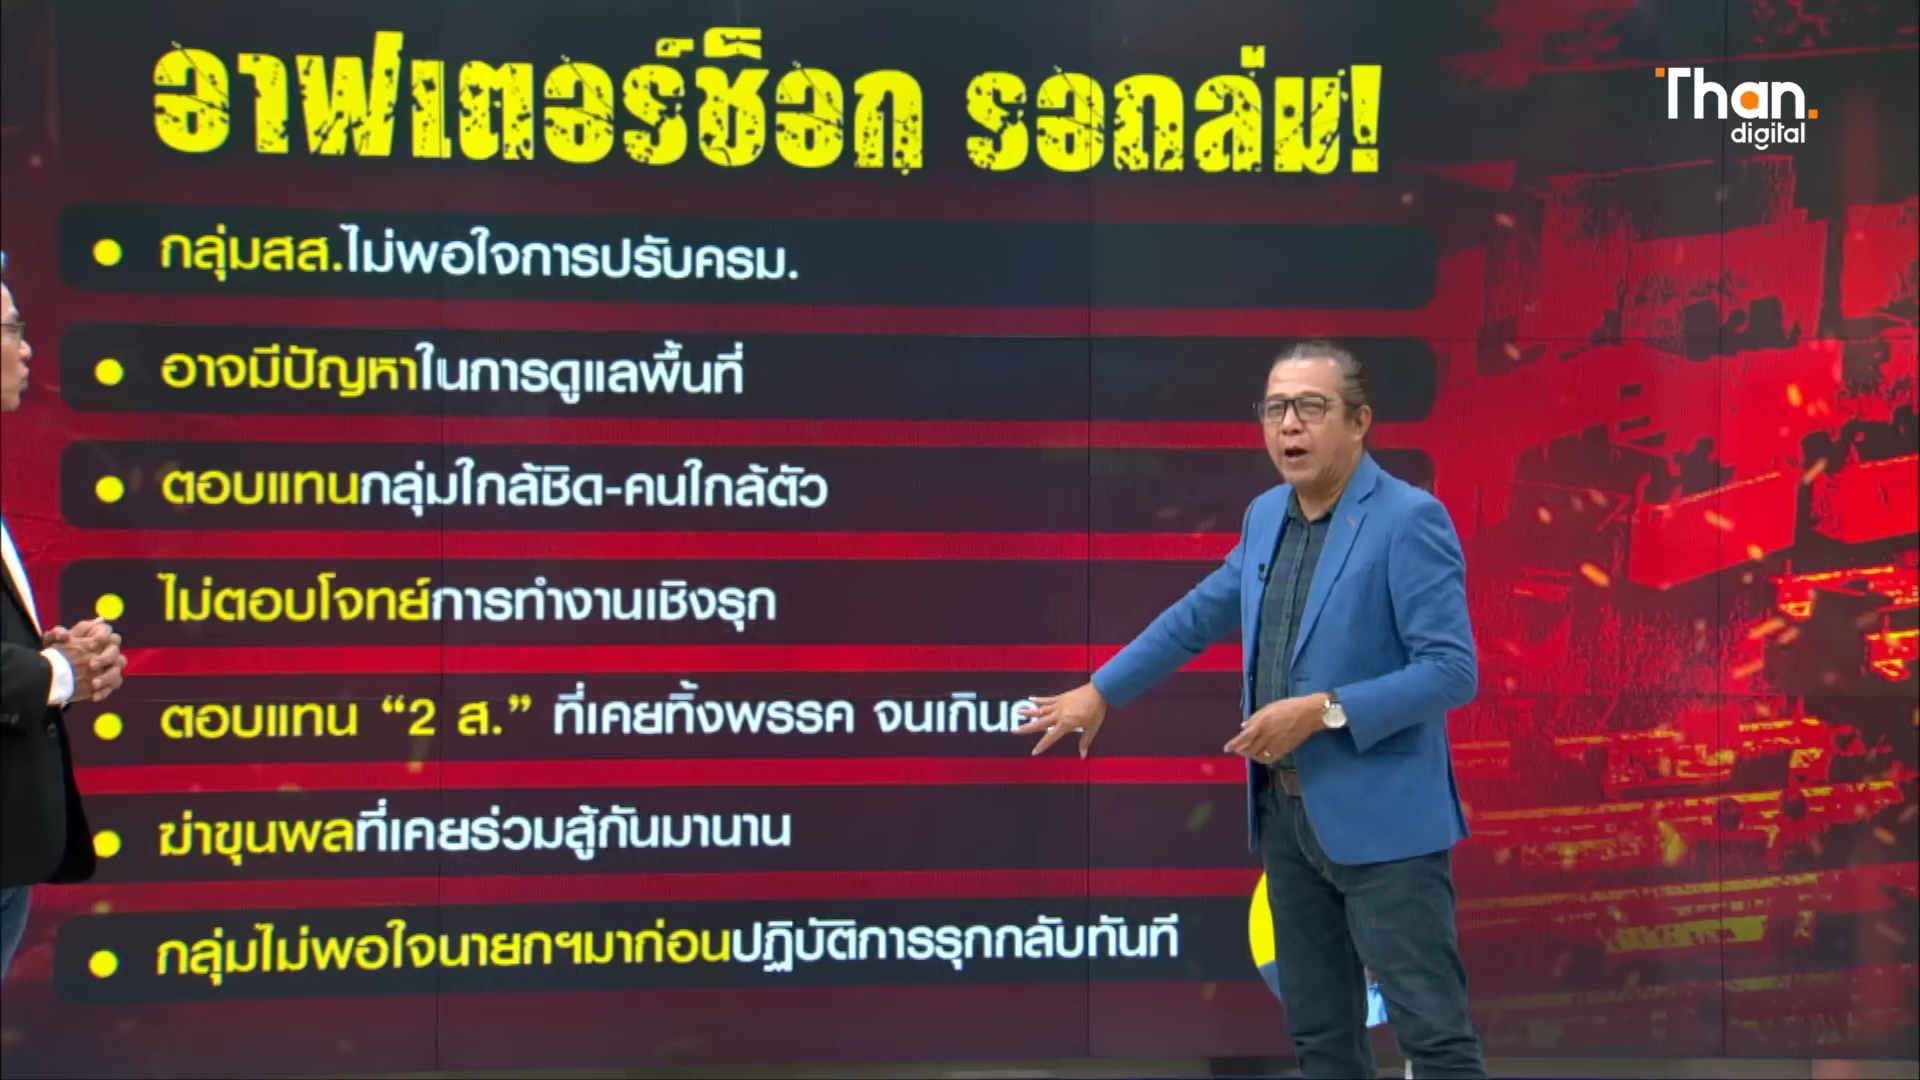 อาฟเตอร์ช็อก รอถล่ม!
Than.
digital
กลุ่มสส.ไม่พอใจการปรับครม.
อาจมีปัญหาในการดูแลพื้นที่
ตอบแทนกลุ่มใกล้ชิด-คนใกล้ตัว
ไม่ตอบโจทย์การทำงานเชิงรุก
ตอบแทน “2 ส.” ที่เคยทิ้งพรรค
ฆ่าขุนพลที่เคยร่วมสู้กันมานาน
กลุ่มไม่พอใจนายกฯมาก่อนปฏิบัติการรุกกลับทันที